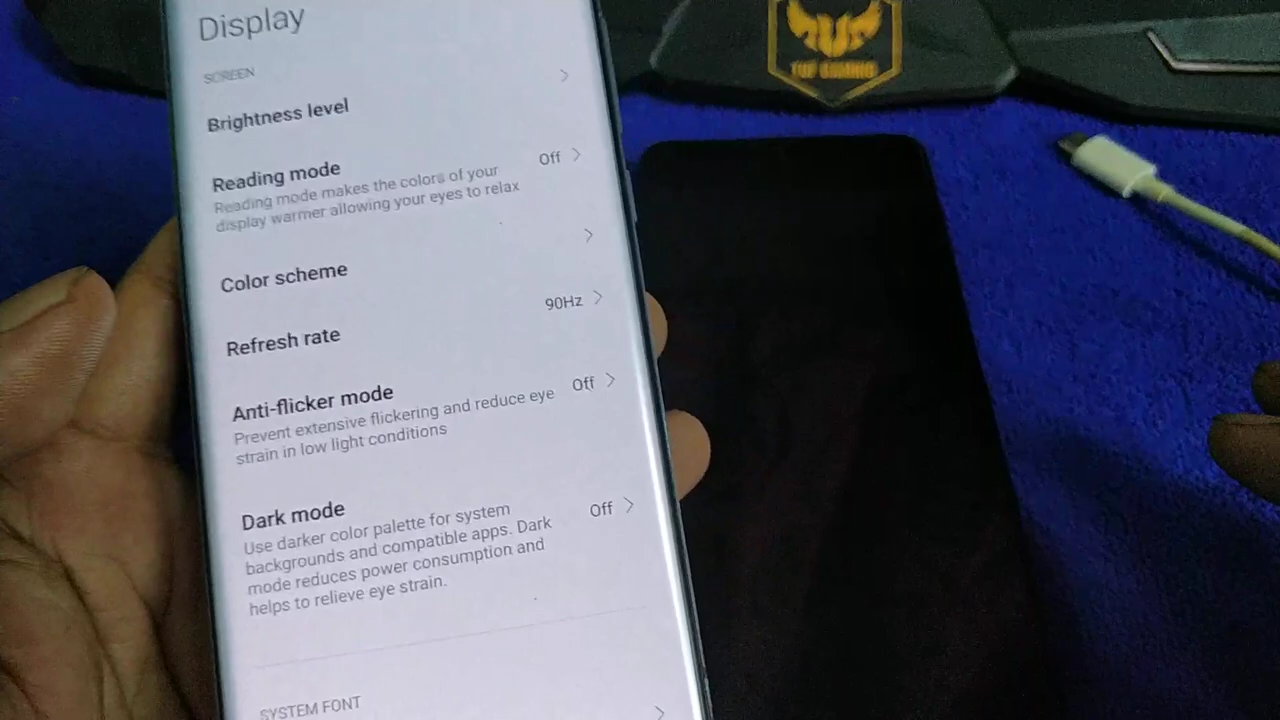 Display
SCREEN
Brightness level
Reading mode
Off
Reading mode makes the colors of your
display warmer allowing your eyes to relax
Color scheme
Refresh rate
90Hz
Anti-flicker mode
Off
Prevent extensive flickering and reduce eye
strain in low light conditions
Dark mode
Off
Use darker color palette for system
backgrounds and compatible apps. Dark
mode reduces power consumption and
helps to relieve eye strain.
SYSTEM FONT
TUF GAMING